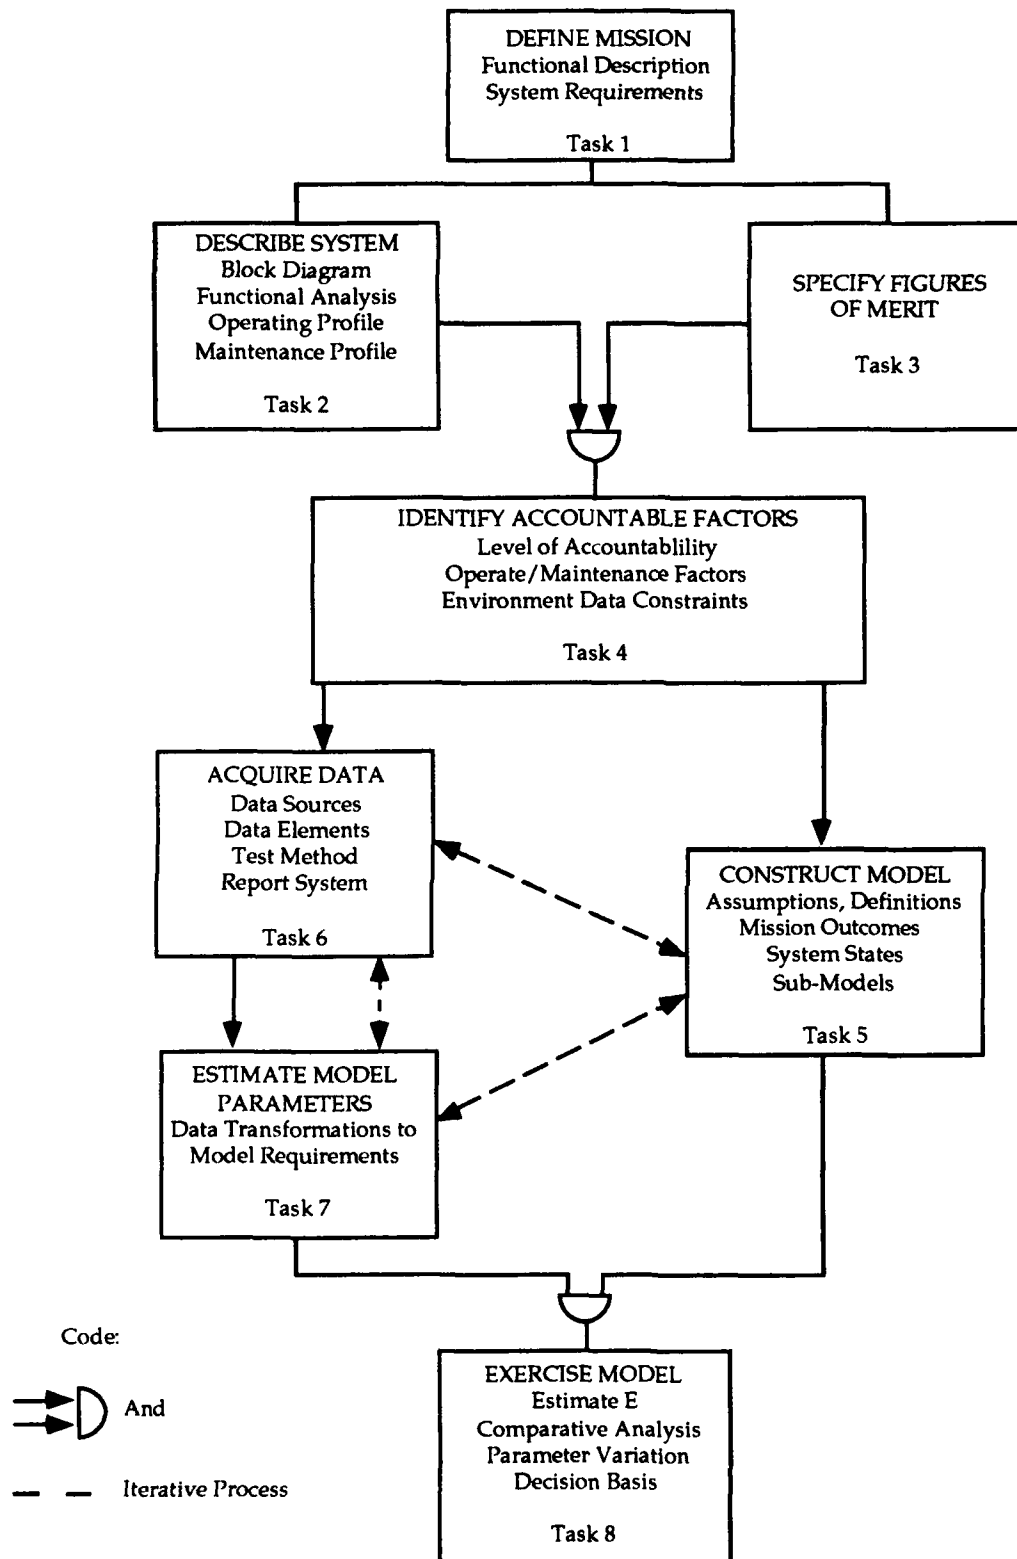 DEFINE MISSION
Functional Description
System Requirements
Task 1
DESCRIBE SYSTEM
Block Diagram
Functional Analysis
Operating Profile
Maintenance Profile
Task 2
SPECIFY FIGURES
OF MERIT
Task 3
IDENTIFY ACCOUNTABLE FACTORS
Level of Accountablility
Operate/Maintenance Factors
Environment Data Constraints
Task 4
ACQUIRE DATA
Data Sources
Data Elements
Test Method
Report System
Task 6
CONSTRUCT MODEL
Assumptions, Definitions
Mission Outcomes
System States
Sub-Models
Task 5
ESTIMATE MODEL
PARAMETERS
Data Transformations to
Model Requirements
Task 7
Code:
And
Iterative Process
EXERCISE MODEL
Estimate E
Comparative Analysis
Parameter Variation
Decision Basis
Task 8